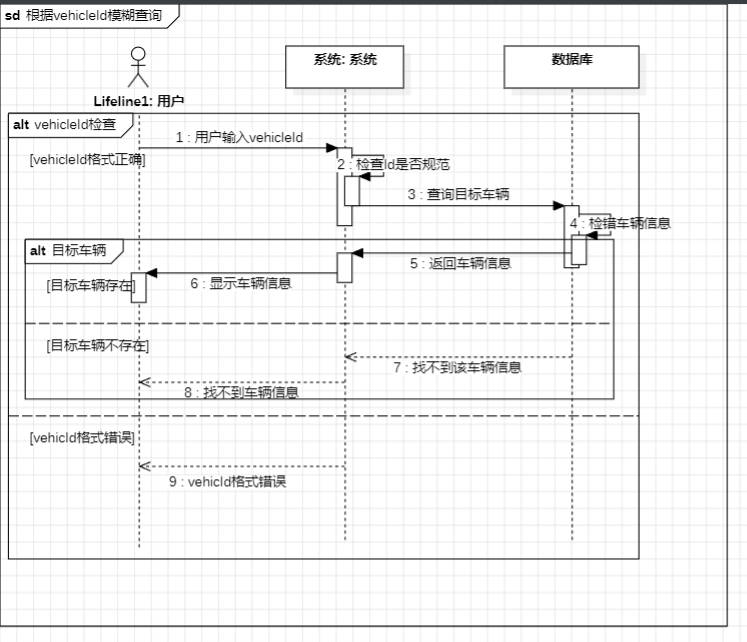 sd 根据vehicleId模糊查询
系统: 系统
数据库
Lifeline1: 用户
alt vehicleId检查
1 : 用户输入vehicleId
[vehicleId格式正确]
2 : 检查Id是否规范
3 : 查询目标车辆
4 : 检错车辆信息
alt 目标车辆
5 : 返回车辆信息
[目标车辆存在]
6 : 显示车辆信息
[目标车辆不存在]
7 : 找不到该车辆信息
8 : 找不到车辆信息
[vehicId格式错误]
9 : vehicId格式错误